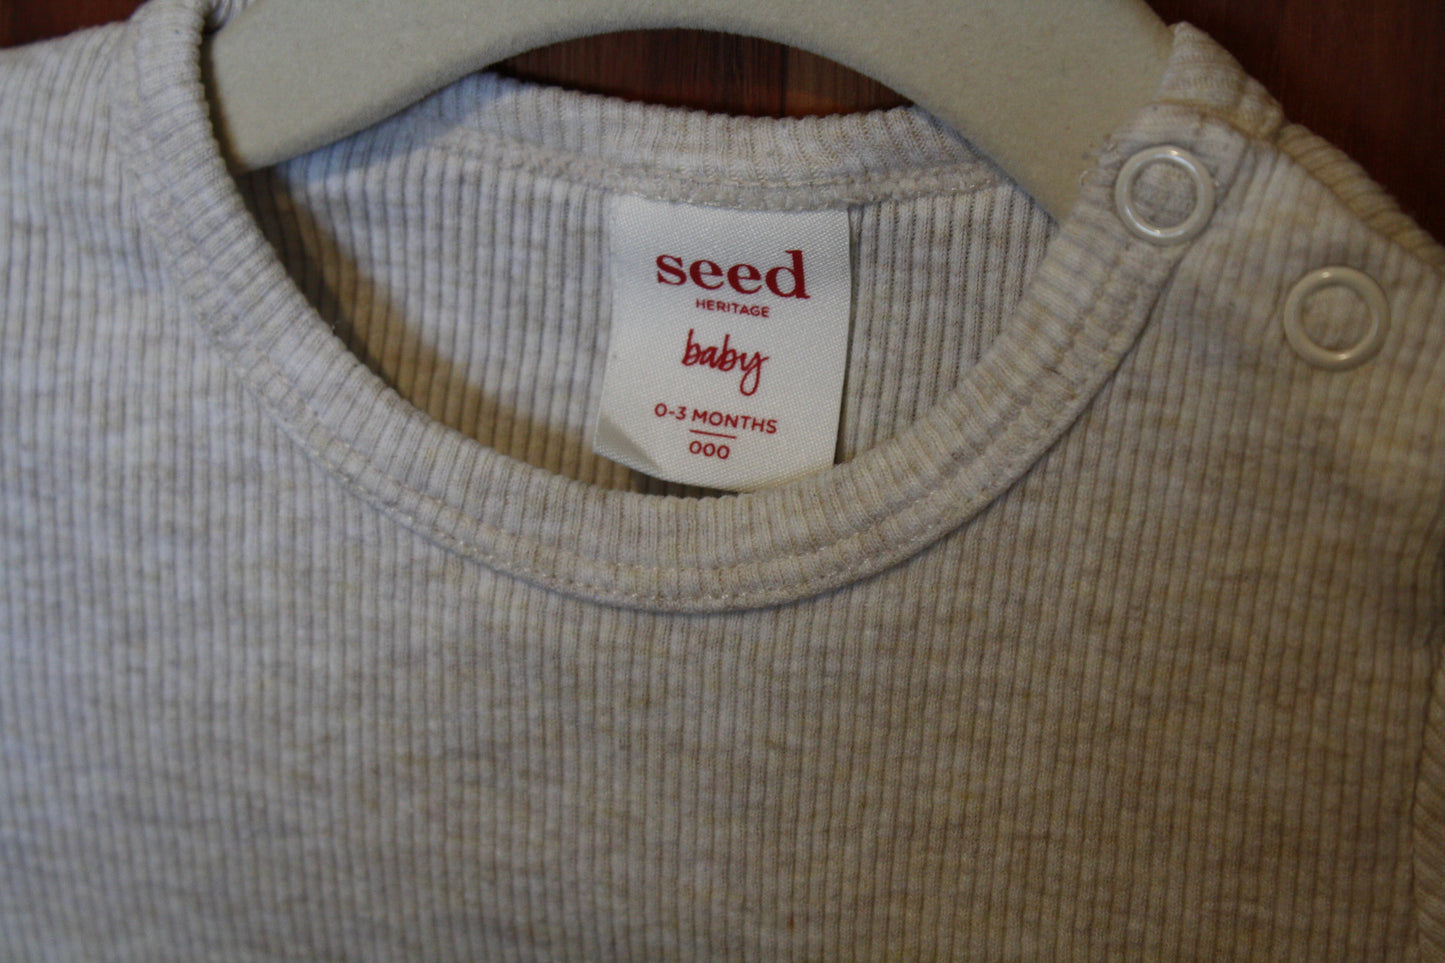 seed
HERITAGE
baby
0-3 MONTHS
000